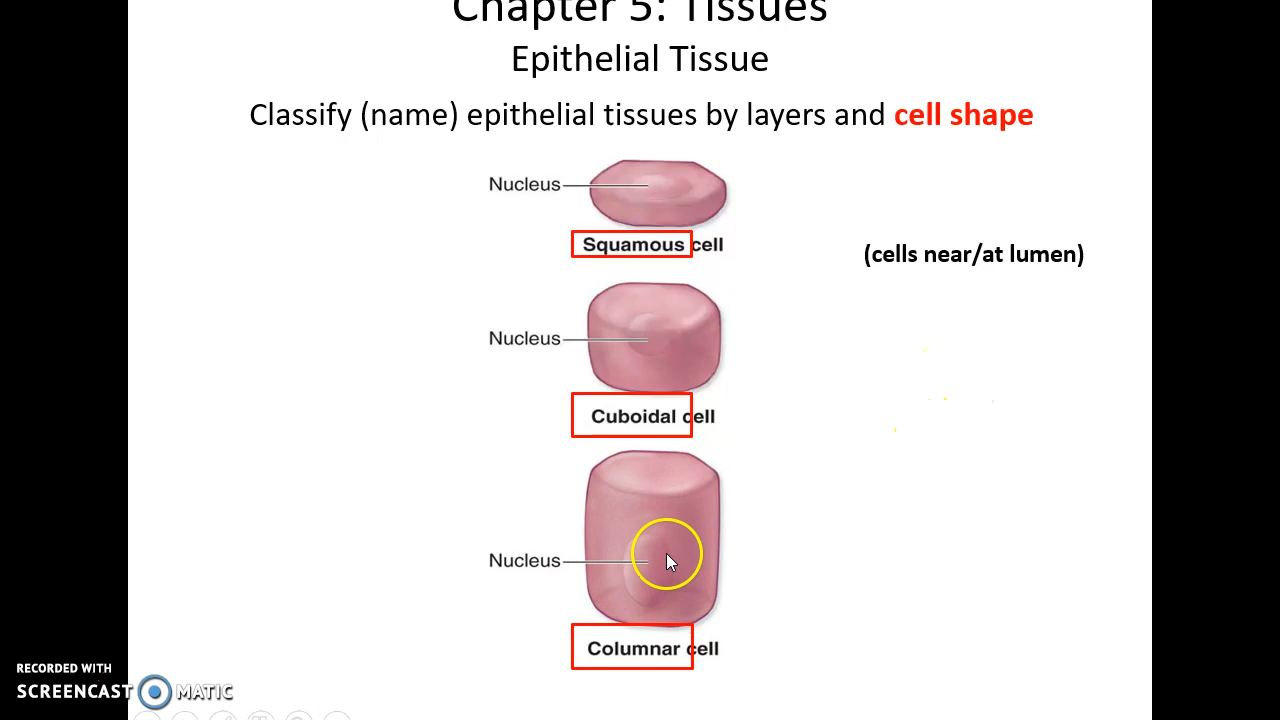 Chapter 5: Tissues
Epithelial Tissue
Classify (name) epithelial tissues by layers and cell shape
Nucleus
Squamous cell
(cells near/at lumen)
Nucleus
Cuboidal cell
Nucleus
Columnar cell
RECORDED WITH
SCREENCAST MATIC